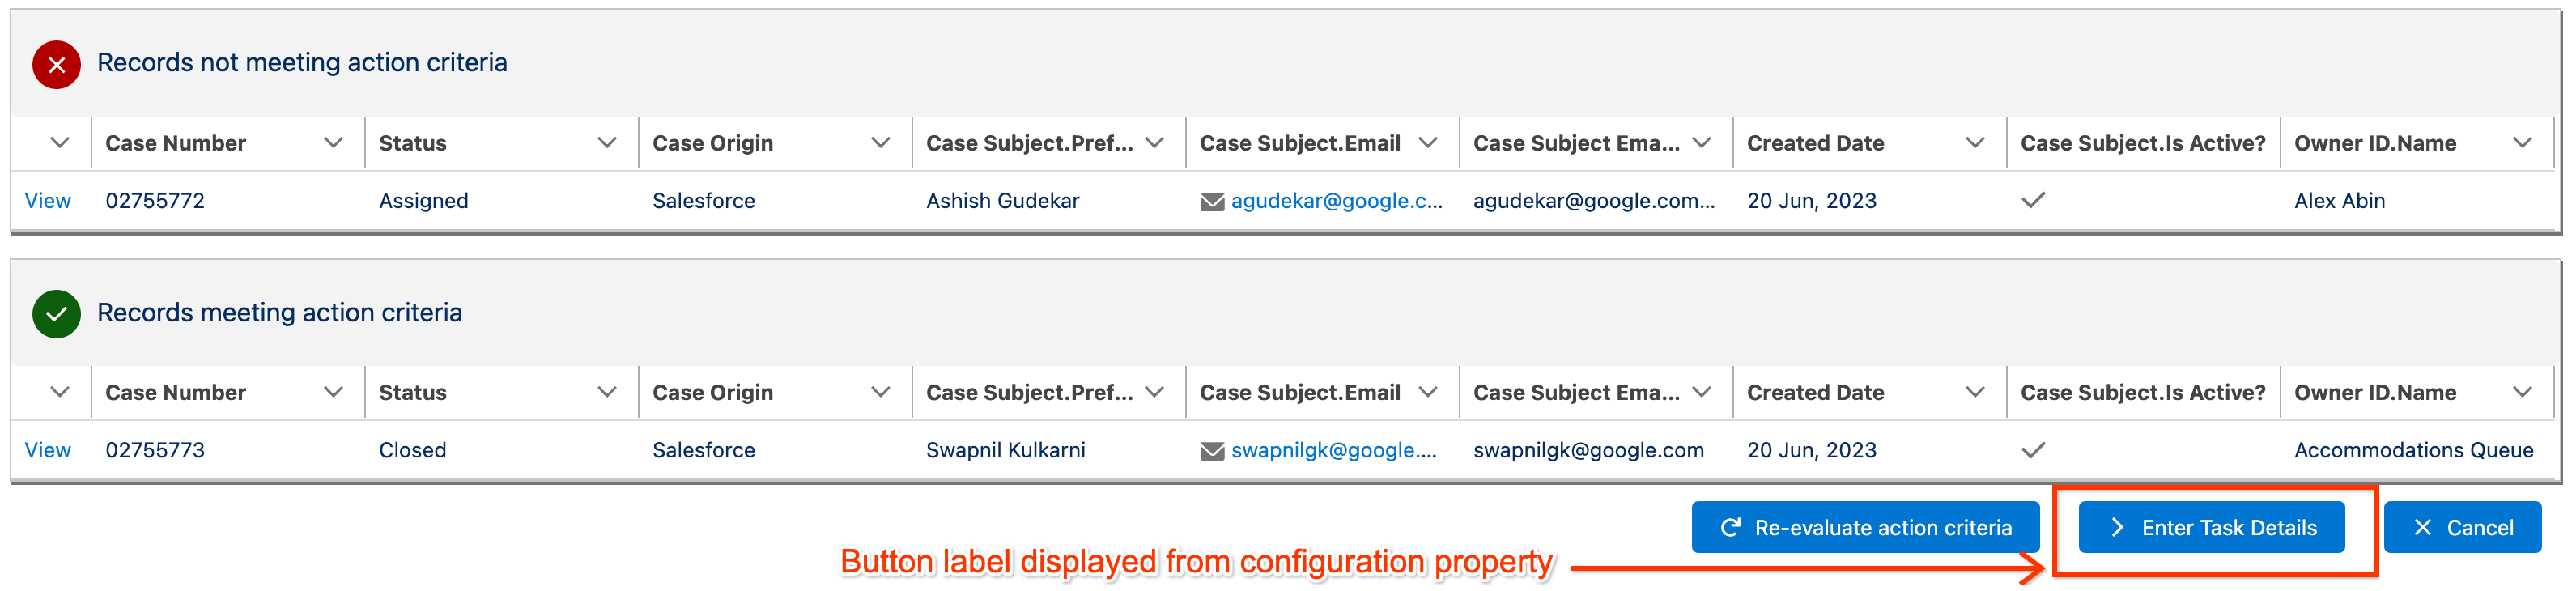 Records not meeting action criteria
Case Number Status Case Origin Case Subject.Pref... Case Subject.Email Case Subject Ema... Created Date Case Subject.Is Active? Owner ID.Name
View 02755772 Assigned Salesforce Ashish Gudekar agudekar@google.c... agudekar@google.com... 20 Jun, 2023 Alex Abin
Records meeting action criteria
Case Number Status Case Origin Case Subject.Pref... Case Subject.Email Case Subject Ema... Created Date Case Subject.Is Active? Owner ID.Name
View 02755773 Closed Salesforce Swapnil Kulkarni swapnilgk@google.... swapnilgk@google.com 20 Jun, 2023 Accommodations Queue
Re-evaluate action criteria Enter Task Details Cancel
Button label displayed from configuration property